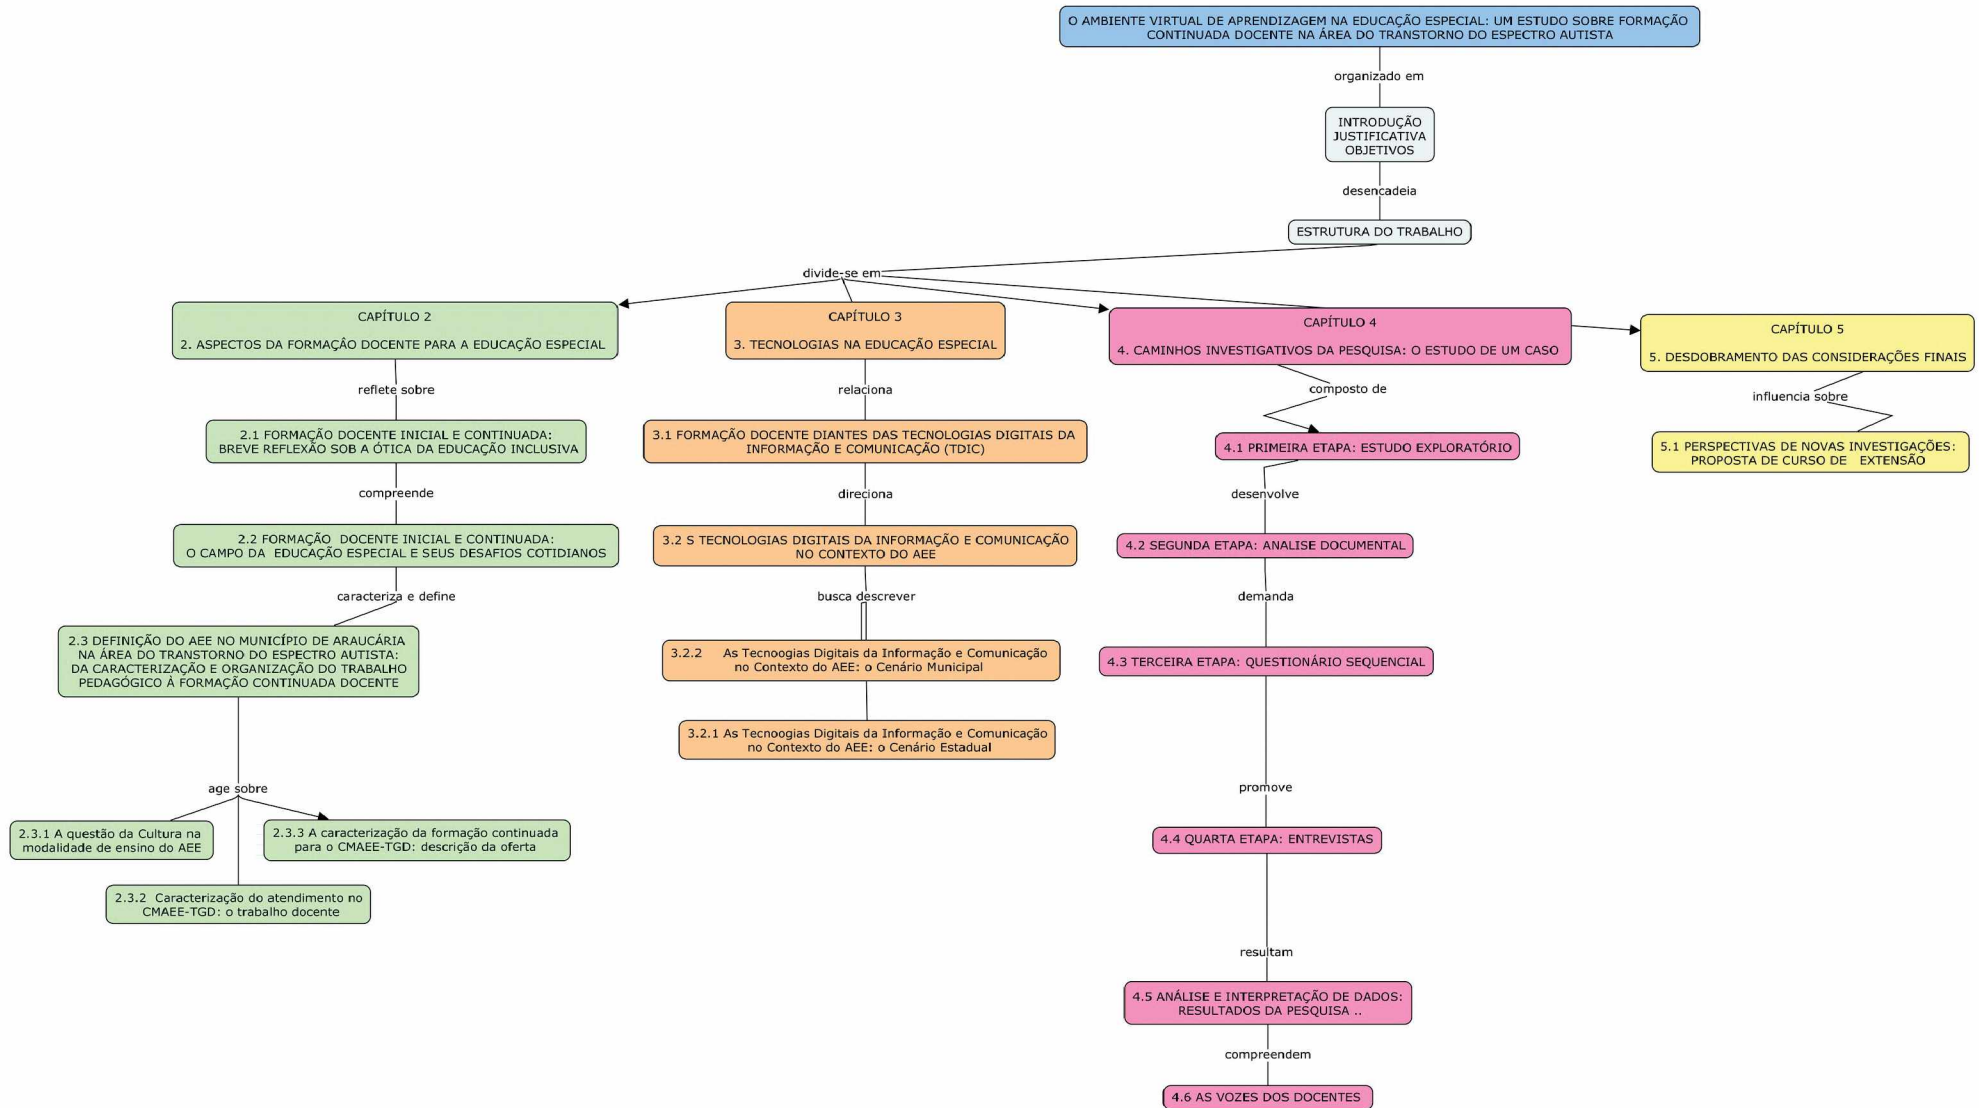 O AMBIENTE VIRTUAL DE APRENDIZAGEM NA EDUCAÇÃO ESPECIAL: UM ESTUDO SOBRE FORMAÇÃO
CONTINUADA DOCENTE NA ÁREA DO TRANSTORNO DO ESPECTRO AUTISTA
organizado em
INTRODUÇÃO
JUSTIFICATIVA
OBJETIVOS
desencadeia
ESTRUTURA DO TRABALHO
divide-se em
CAPÍTULO 2
2. ASPECTOS DA FORMAÇÂO DOCENTE PARA A EDUCAÇÃO ESPECIAL
reflete sobre
2.1 FORMAÇÃO DOCENTE INICIAL E CONTINUADA:
BREVE REFLEXÃO SOB A ÓTICA DA EDUCAÇÃO INCLUSIVA
compreende
2.2 FORMAÇÃO DOCENTE INICIAL E CONTINUADA:
O CAMPO DA EDUCAÇÃO ESPECIAL E SEUS DESAFIOS COTIDIANOS
caracteriza e define
2.3 DEFINIÇÃO DO AEE NO MUNICÍPIO DE ARAUCÁRIA
NA ÁREA DO TRANSTORNO DO ESPECTRO AUTISTA:
DA CARACTERIZAÇÃO E ORGANIZAÇÃO DO TRABALHO
PEDAGÓGICO À FORMAÇÃO CONTINUADA DOCENTE
age sobre
2.3.1 A questão da Cultura na
modalidade de ensino do AEE
2.3.3 A caracterização da formação continuada
para o CMAEE-TGD: descrição da oferta
2.3.2 Caracterização do atendimento no
CMAEE-TGD: o trabalho docente
CAPÍTULO 3
3. TECNOLOGIAS NA EDUCAÇÃO ESPECIAL
relaciona
3.1 FORMAÇÃO DOCENTE DIANTES DAS TECNOLOGIAS DIGITAIS DA
INFORMAÇÃO E COMUNICAÇÃO (TDIC)
direciona
3.2 S TECNOLOGIAS DIGITAIS DA INFORMAÇÃO E COMUNICAÇÃO
NO CONTEXTO DO AEE
busca descrever
3.2.2 As Tecnoogias Digitais da Informação e Comunicação
no Contexto do AEE: o Cenário Municipal
3.2.1 As Tecnoogias Digitais da Informação e Comunicação
no Contexto do AEE: o Cenário Estadual
CAPÍTULO 4
4. CAMINHOS INVESTIGATIVOS DA PESQUISA: O ESTUDO DE UM CASO
composto de
4.1 PRIMEIRA ETAPA: ESTUDO EXPLORATÓRIO
desenvolve
4.2 SEGUNDA ETAPA: ANALISE DOCUMENTAL
demanda
4.3 TERCEIRA ETAPA: QUESTIONÁRIO SEQUENCIAL
promove
4.4 QUARTA ETAPA: ENTREVISTAS
resultam
4.5 ANÁLISE E INTERPRETAÇÃO DE DADOS:
RESULTADOS DA PESQUISA ..
compreendem
4.6 AS VOZES DOS DOCENTES
CAPÍTULO 5
5. DESDOBRAMENTO DAS CONSIDERAÇÕES FINAIS
influencia sobre
5.1 PERSPECTIVAS DE NOVAS INVESTIGAÇÕES:
PROPOSTA DE CURSO DE EXTENSÃO